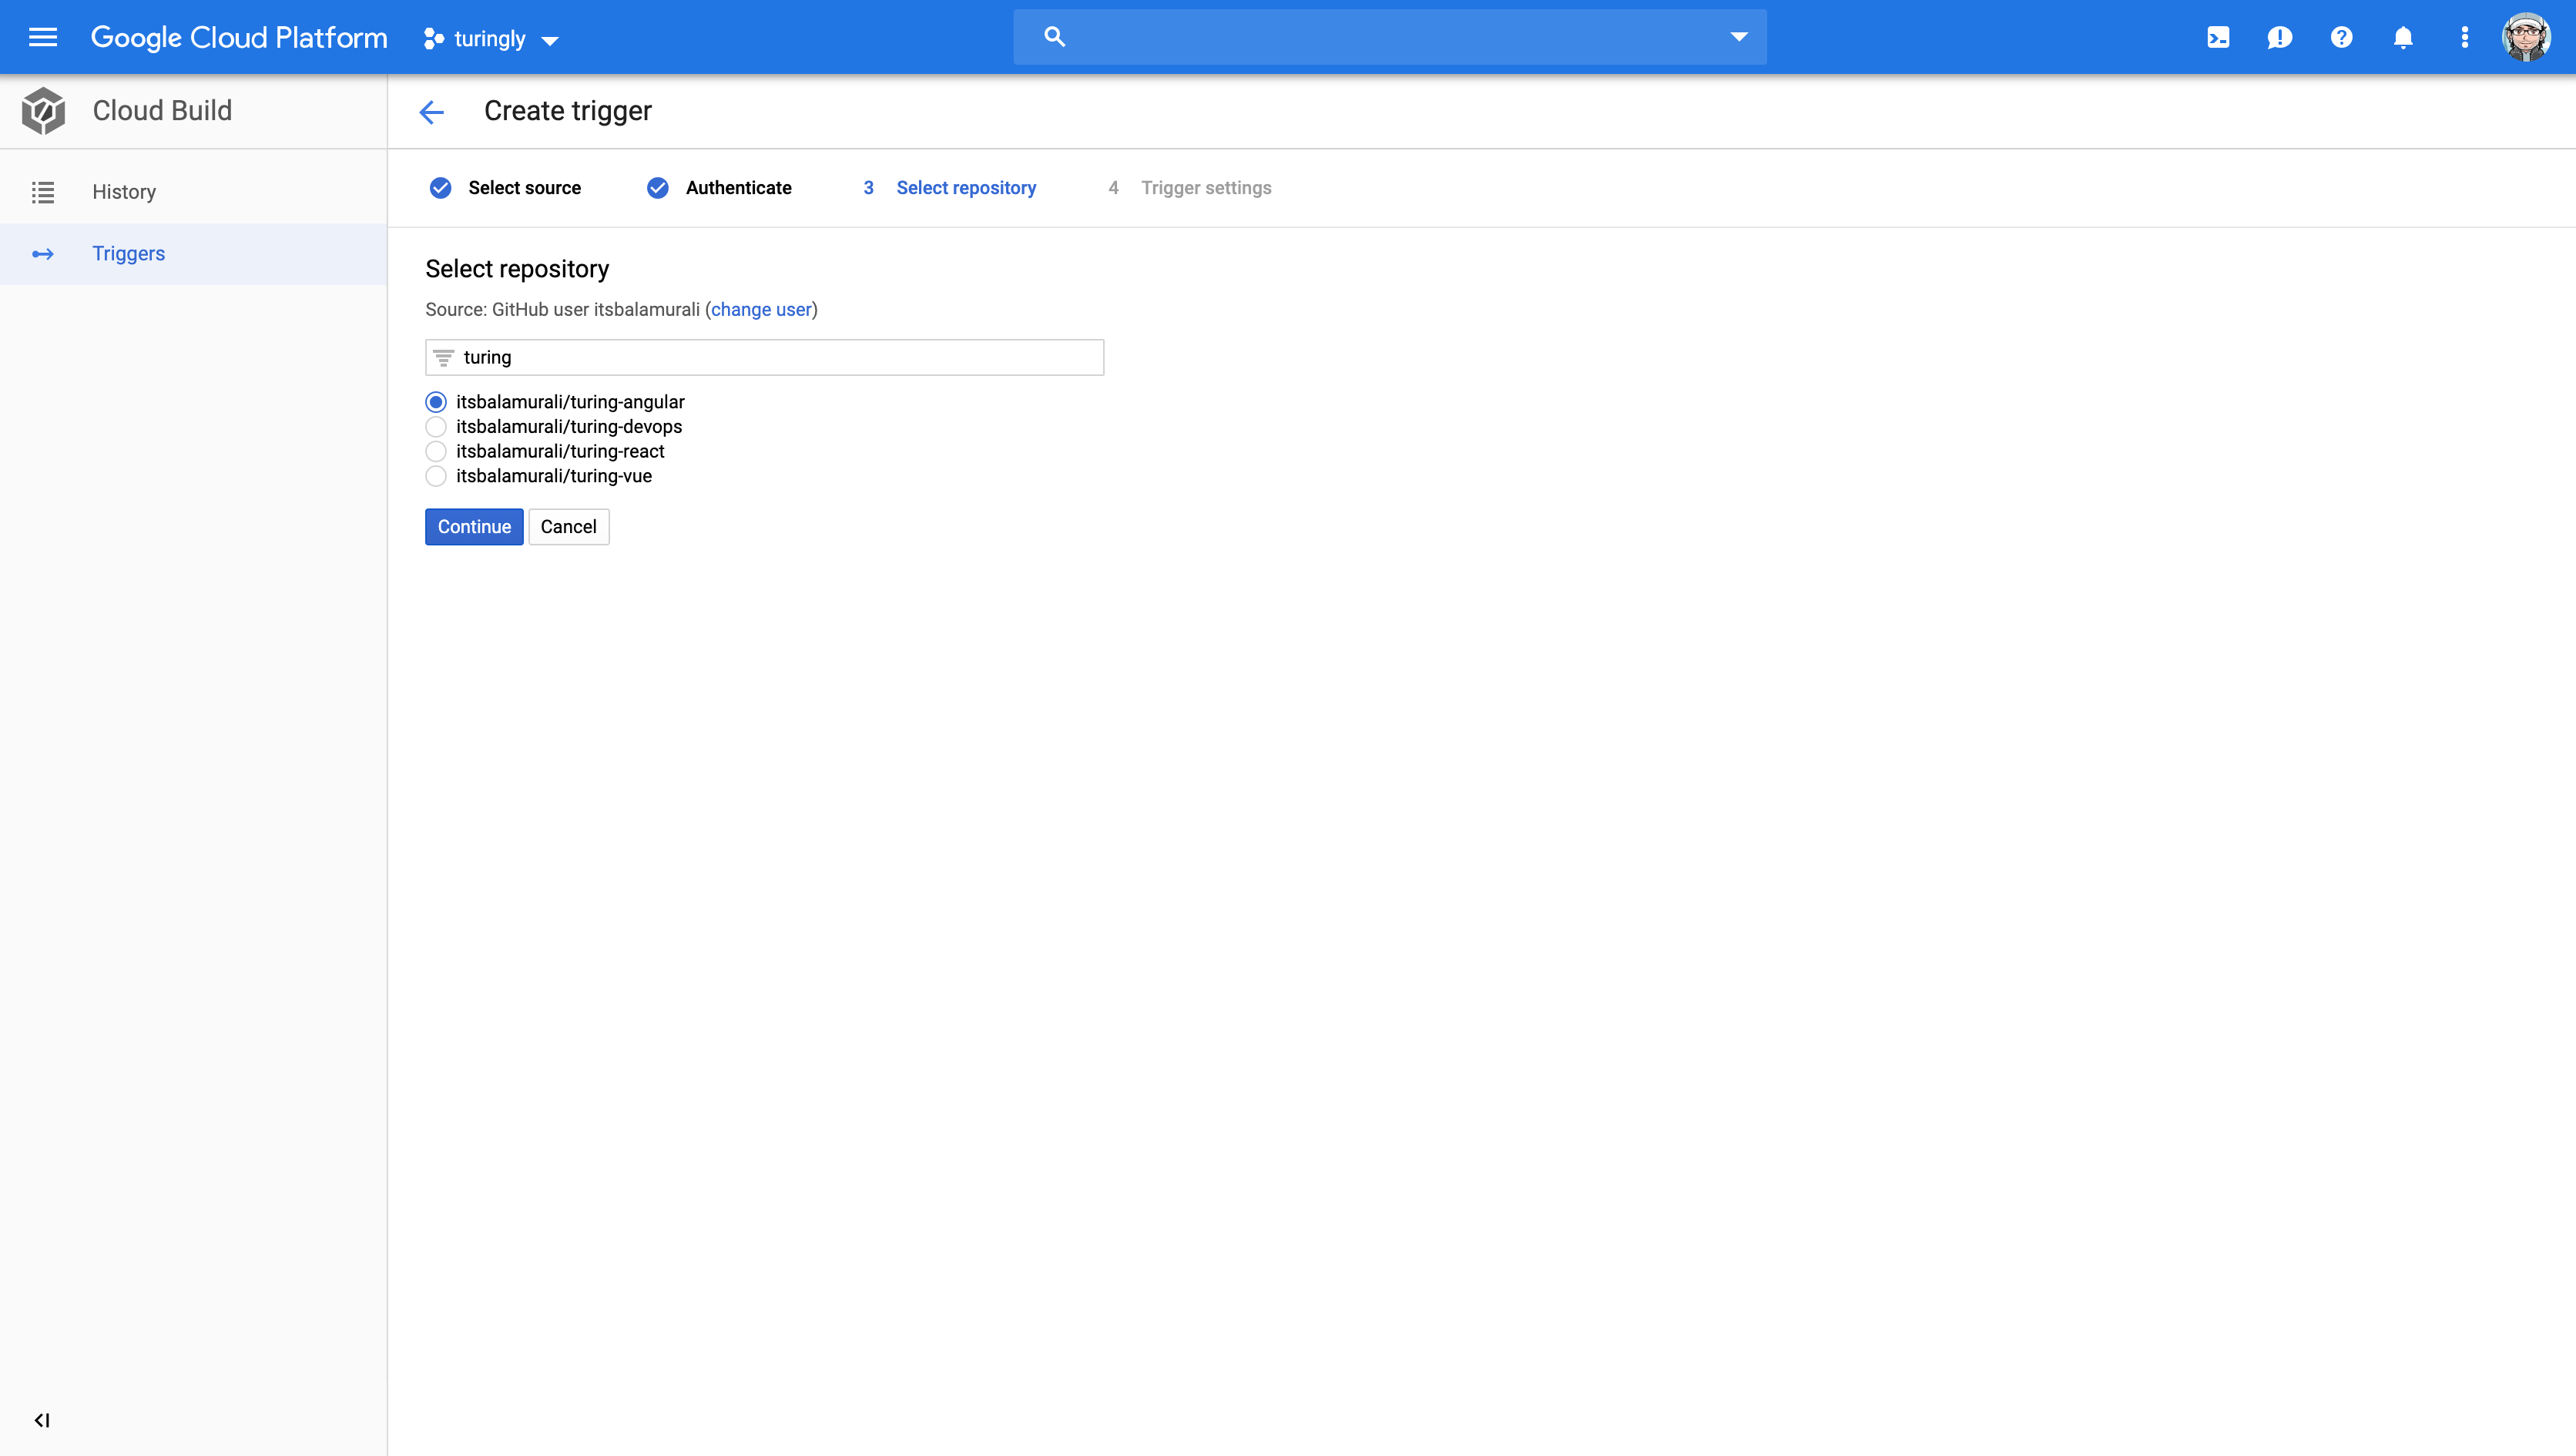 Google Cloud Platform
turingly
Cloud Build
Create trigger
History
Triggers
Select source
Authenticate
3 Select repository
4 Trigger settings
Select repository
Source: GitHub user itsbalamurali (change user)
turing
itsbalamurali/turing-angular
itsbalamurali/turing-devops
itsbalamurali/turing-react
itsbalamurali/turing-vue
Continue
Cancel